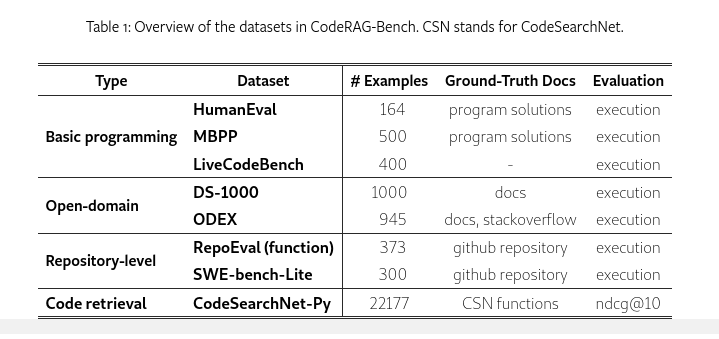 Table 1: Overview of the datasets in CodeRAG-Bench. CSN stands for CodeSearchNet.
Type Dataset # Examples Ground-Truth Docs Evaluation
Basic programming HumanEval 164 program solutions execution
MBPP 500 program solutions execution
LiveCodeBench 400 - execution
Open-domain DS-1000 1000 docs execution
ODEX 945 docs, stackoverflow execution
Repository-level RepoEval (function) 373 github repository execution
SWE-bench-Lite 300 github repository execution
Code retrieval CodeSearchNet-Py 22177 CSN functions ndcg@10